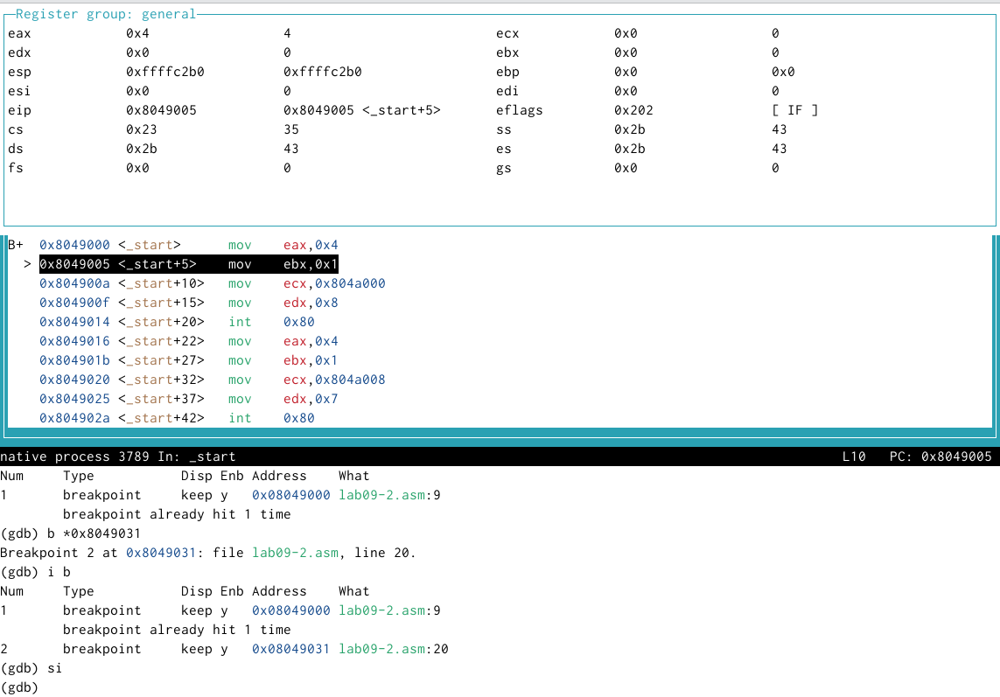 Register group: general
eax 0x4 4 ecx 0x0 0
edx 0x0 0 ebx 0x0 0
esp 0xffffc2b0 0xffffc2b0 ebp 0x0 0x0
esi 0x0 0 edi 0x0 0
eip 0x8049005 0x8049005 <_start+5> eflags 0x202 [ IF ]
cs 0x23 35 ss 0x2b 43
ds 0x2b 43 es 0x2b 43
fs 0x0 0 gs 0x0 0
B+ 0x8049000 <_start> mov eax,0x4
> 0x8049005 <_start+5> mov ebx,0x1
0x804900a <_start+10> mov ecx,0x804a000
0x804900f <_start+15> mov edx,0x8
0x8049014 <_start+20> int 0x80
0x8049016 <_start+22> mov eax,0x4
0x804901b <_start+27> mov ebx,0x1
0x8049020 <_start+32> mov ecx,0x804a008
0x8049025 <_start+37> mov edx,0x7
0x804902a <_start+42> int 0x80
native process 3789 In: _start L10 PC: 0x8049005
Num Type Disp Enb Address What
1 breakpoint keep y 0x08049000 lab09-2.asm:9
breakpoint already hit 1 time
(gdb) b *0x8049031
Breakpoint 2 at 0x8049031: file lab09-2.asm, line 20.
(gdb) i b
Num Type Disp Enb Address What
1 breakpoint keep y 0x08049000 lab09-2.asm:9
breakpoint already hit 1 time
2 breakpoint keep y 0x08049031 lab09-2.asm:20
(gdb) si
(gdb)